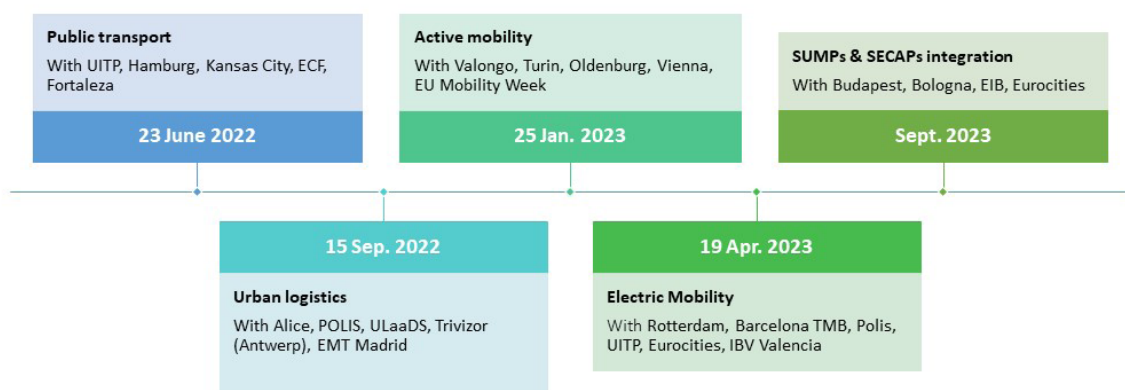 Public transport
With UITP, Hamburg, Kansas City, ECF,
Fortaleza
23 June 2022
15 Sep. 2022
Urban logistics
With Alice, POLIS, ULaaDS, Trivizor
(Antwerp), EMT Madrid
Active mobility
With Valongo, Turin, Oldenburg, Vienna,
EU Mobility Week
25 Jan. 2023
19 Apr. 2023
Electric Mobility
With Rotterdam, Barcelona TMB, Polis,
UITP, Eurocities, IBV Valencia
SUMPs & SECAPs integration
With Budapest, Bologna, EIB, Eurocities
Sept. 2023